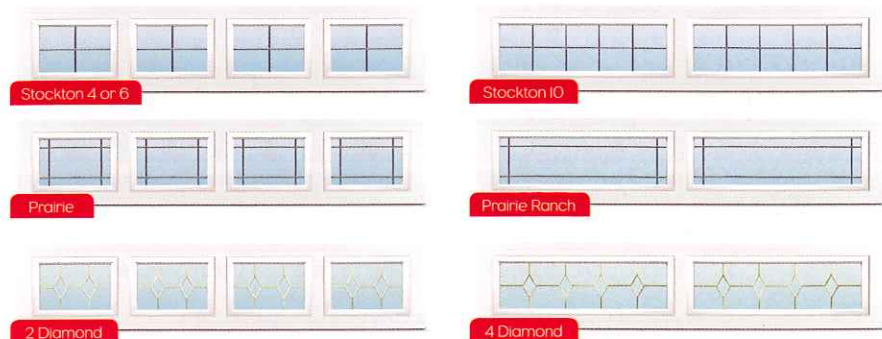 Stockton 4 or 6
Stockton 10
Prairie
Prairie Ranch
2 Diamond
4 Diamond